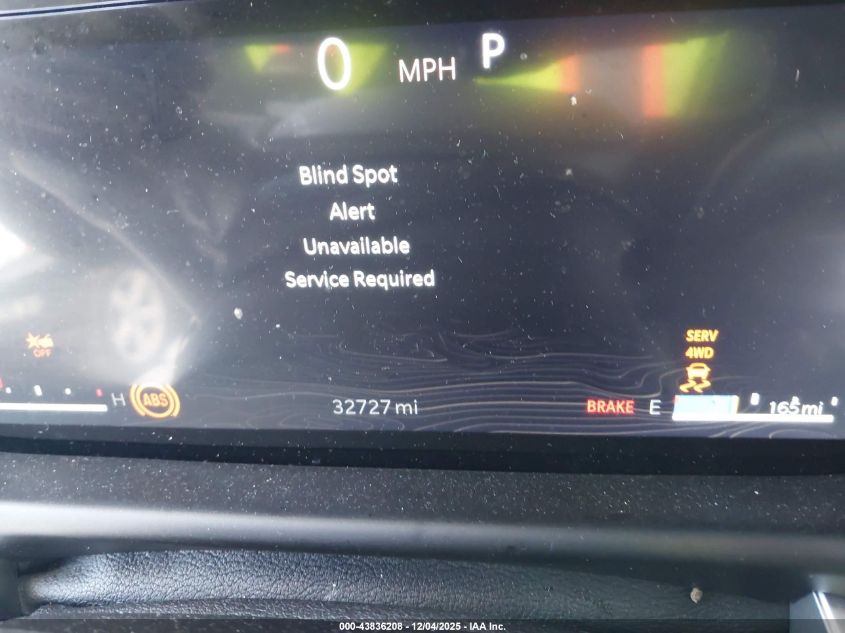 0 MPH P
Blind Spot
Alert
Unavailable
Service Required
OFF
SERV
4WD
H ABS 32727 mi BRAKE E 165 mi
000-43836208 - 12/04/2025 - IAA Inc.